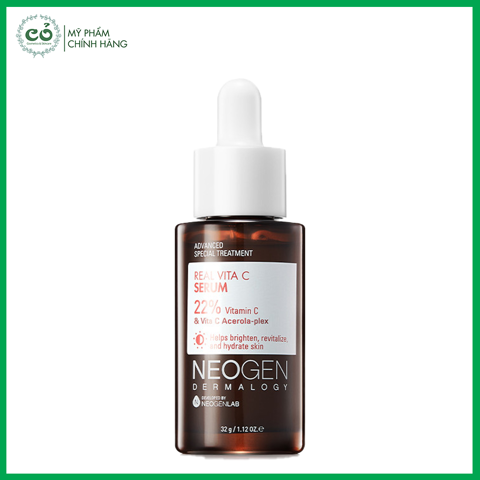 CỎ
MỸ PHẨM
CHÍNH HÃNG
ADVANCED
SPECIAL TREATMENT
REAL VITA C
SERUM
22% Vitamin C
& Vita C Acerola-plex
Helps brighten, revitalize,
and hydrate skin
NEOGEN
DERMALOGY
DEVELOPED BY
NEOGENLAB
32 g / 1.12 OZ. ℮